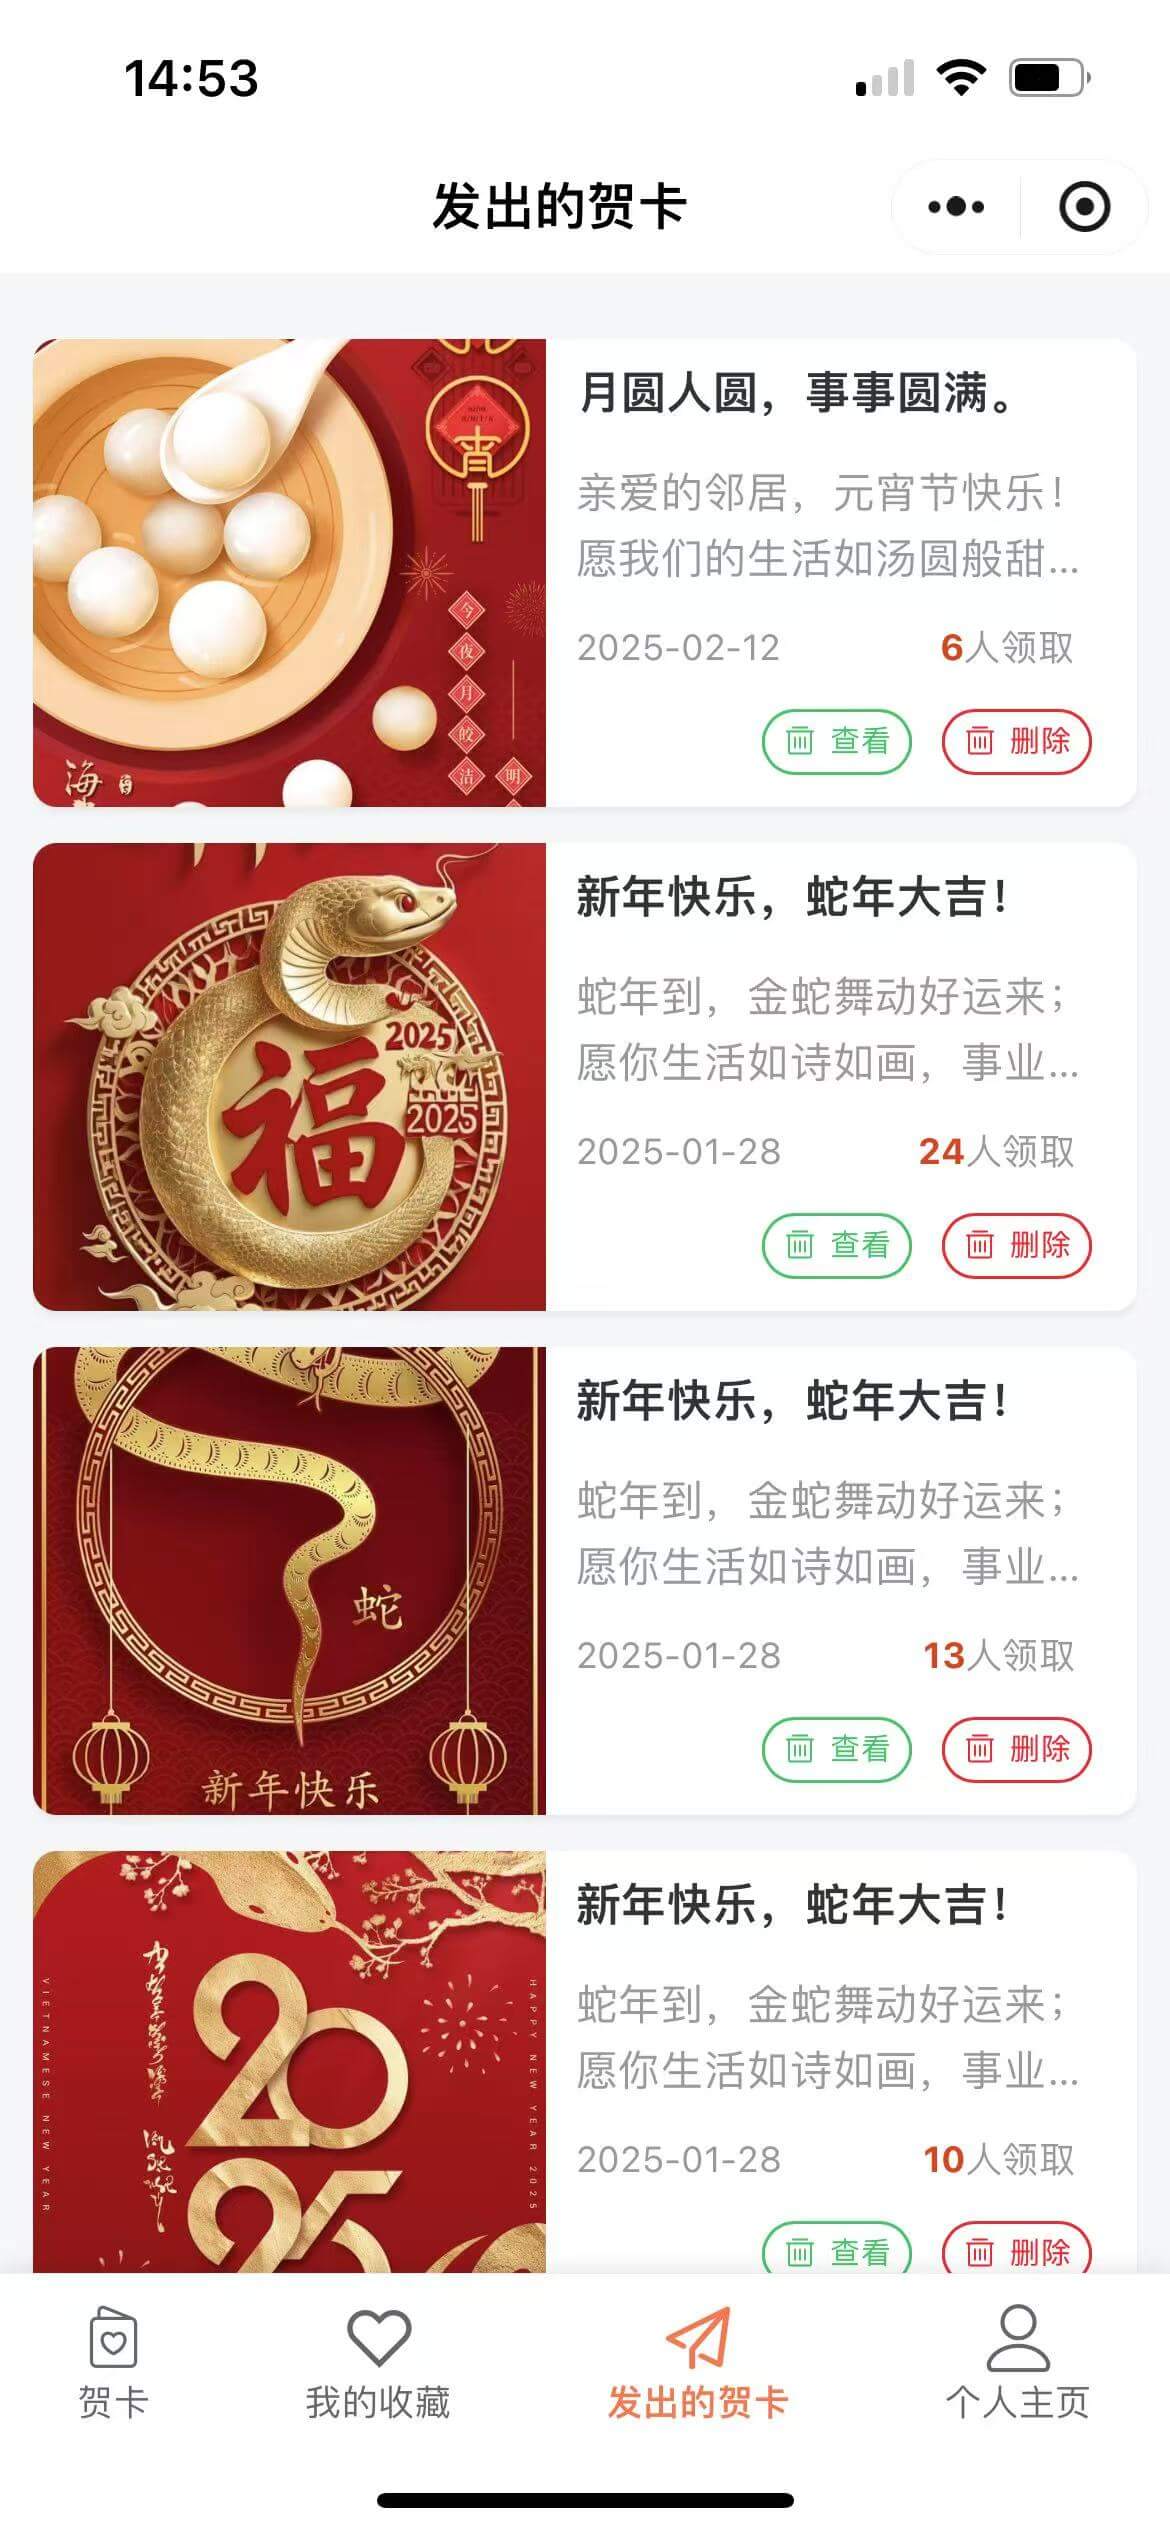 14:53
发出的贺卡
宵
今夜月皎洁
明
海
月圆人圆，事事圆满。
亲爱的邻居，元宵节快乐！
愿我们的生活如汤圆般甜...
2025-02-12
6人领取
查看
删除
2025
福
2025
新年快乐，蛇年大吉！
蛇年到，金蛇舞动好运来；
愿你生活如诗如画，事业...
2025-01-28
24人领取
查看
删除
蛇
新年快乐
新年快乐，蛇年大吉！
蛇年到，金蛇舞动好运来；
愿你生活如诗如画，事业...
2025-01-28
13人领取
查看
删除
VIETNAMESE NEW YEAR
HAPPY NEW YEAR 2025
20
25
新年快乐，蛇年大吉！
蛇年到，金蛇舞动好运来；
愿你生活如诗如画，事业...
2025-01-28
10人领取
查看
删除
贺卡
我的收藏
发出的贺卡
个人主页